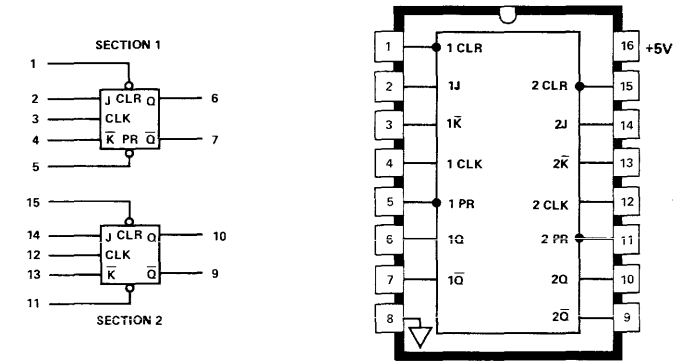 SECTION 1
1
2 J CLR Q 6
3 CLK
4 K̅ PR Q̅ 7
5
15
14 J CLR Q 10
12 CLK
13 K̅ Q̅ 9
11
SECTION 2
1 1 CLR 16 +5V
2 1J 2 CLR 15
3 1K̅ 2J 14
4 1 CLK 2K̅ 13
5 1 PR 2 CLK 12
6 1Q 2 PR 11
7 1Q̅ 2Q 10
8 2Q̅ 9